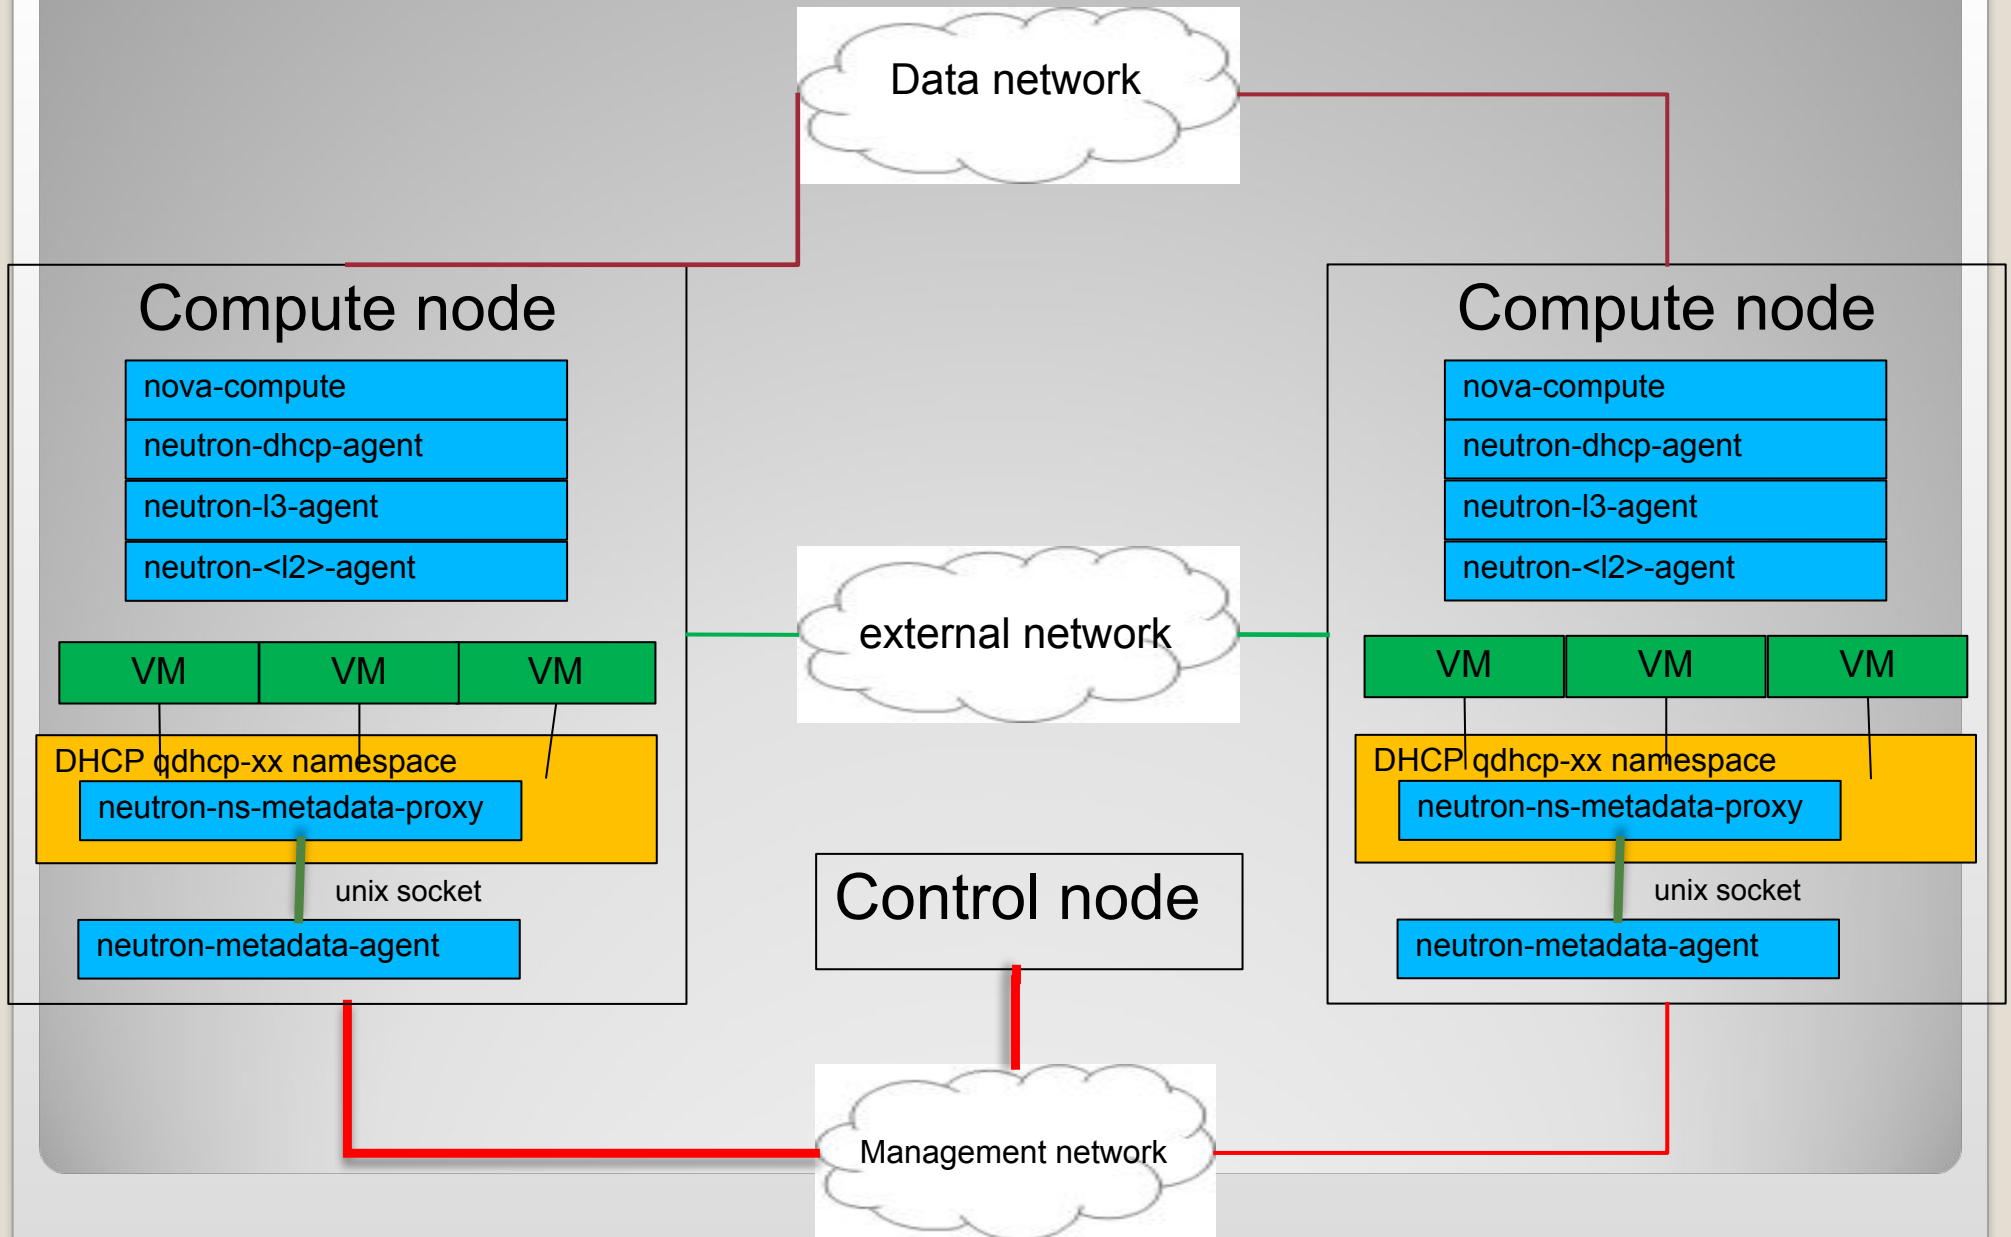 Data network
Compute node
nova-compute
neutron-dhcp-agent
neutron-l3-agent
neutron-<l2>-agent
VM
VM
VM
DHCP qdhcp-xx namespace
neutron-ns-metadata-proxy
unix socket
neutron-metadata-agent
external network
Control node
Management network
Compute node
nova-compute
neutron-dhcp-agent
neutron-l3-agent
neutron-<l2>-agent
VM
VM
VM
DHCP qdhcp-xx namespace
neutron-ns-metadata-proxy
unix socket
neutron-metadata-agent